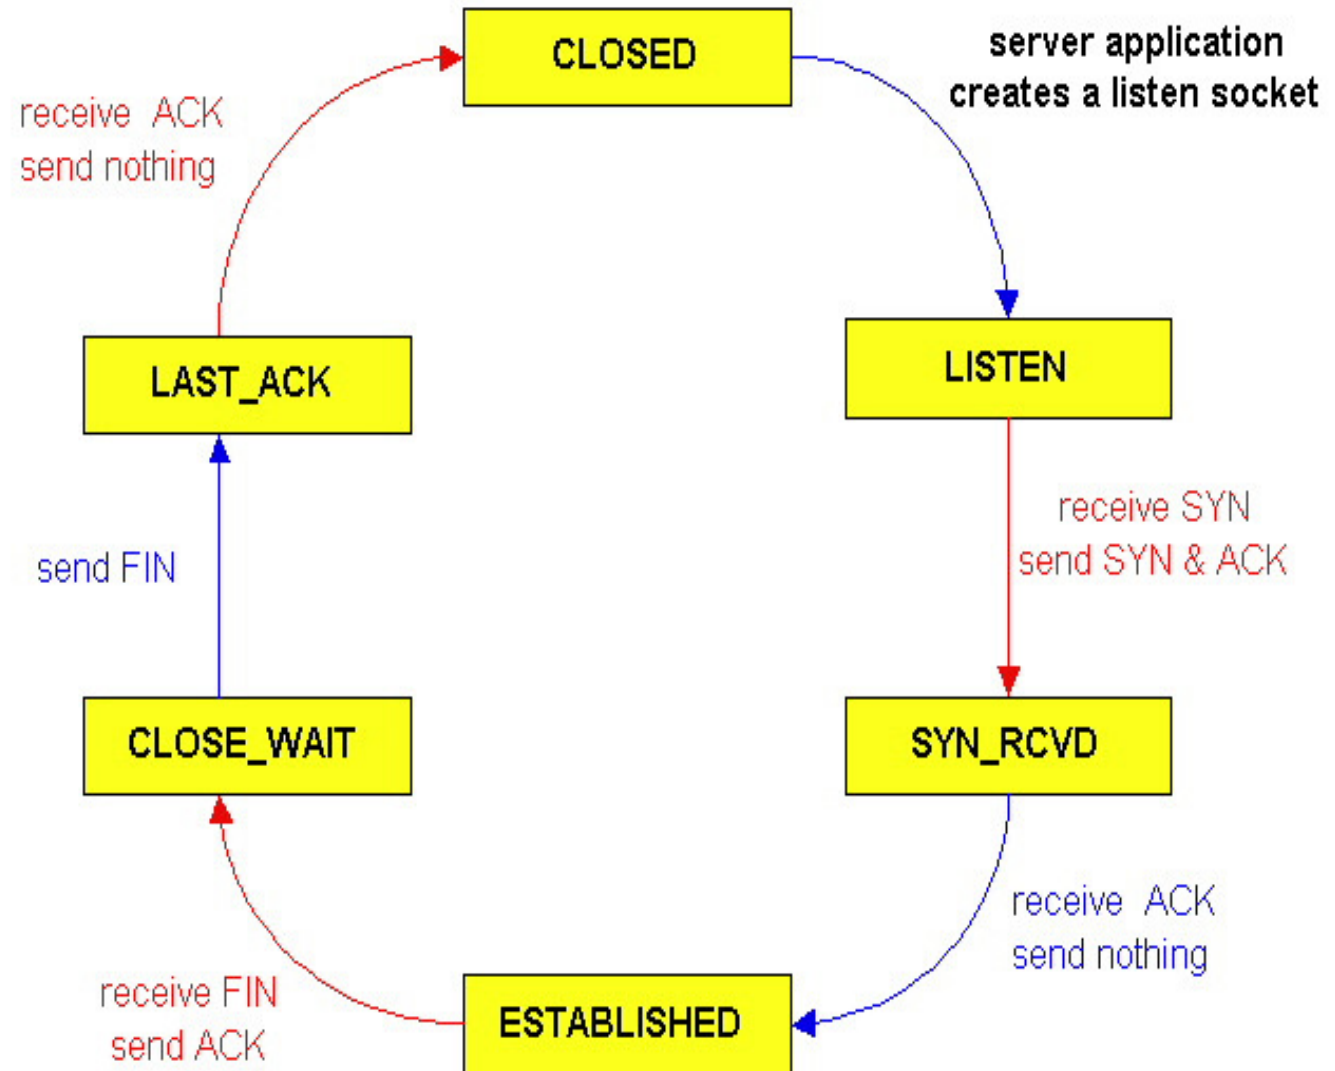 CLOSED
server application
creates a listen socket
receive ACK
send nothing
LAST_ACK
LISTEN
receive SYN
send SYN & ACK
send FIN
CLOSE_WAIT
SYN_RCVD
receive ACK
send nothing
receive FIN
send ACK
ESTABLISHED